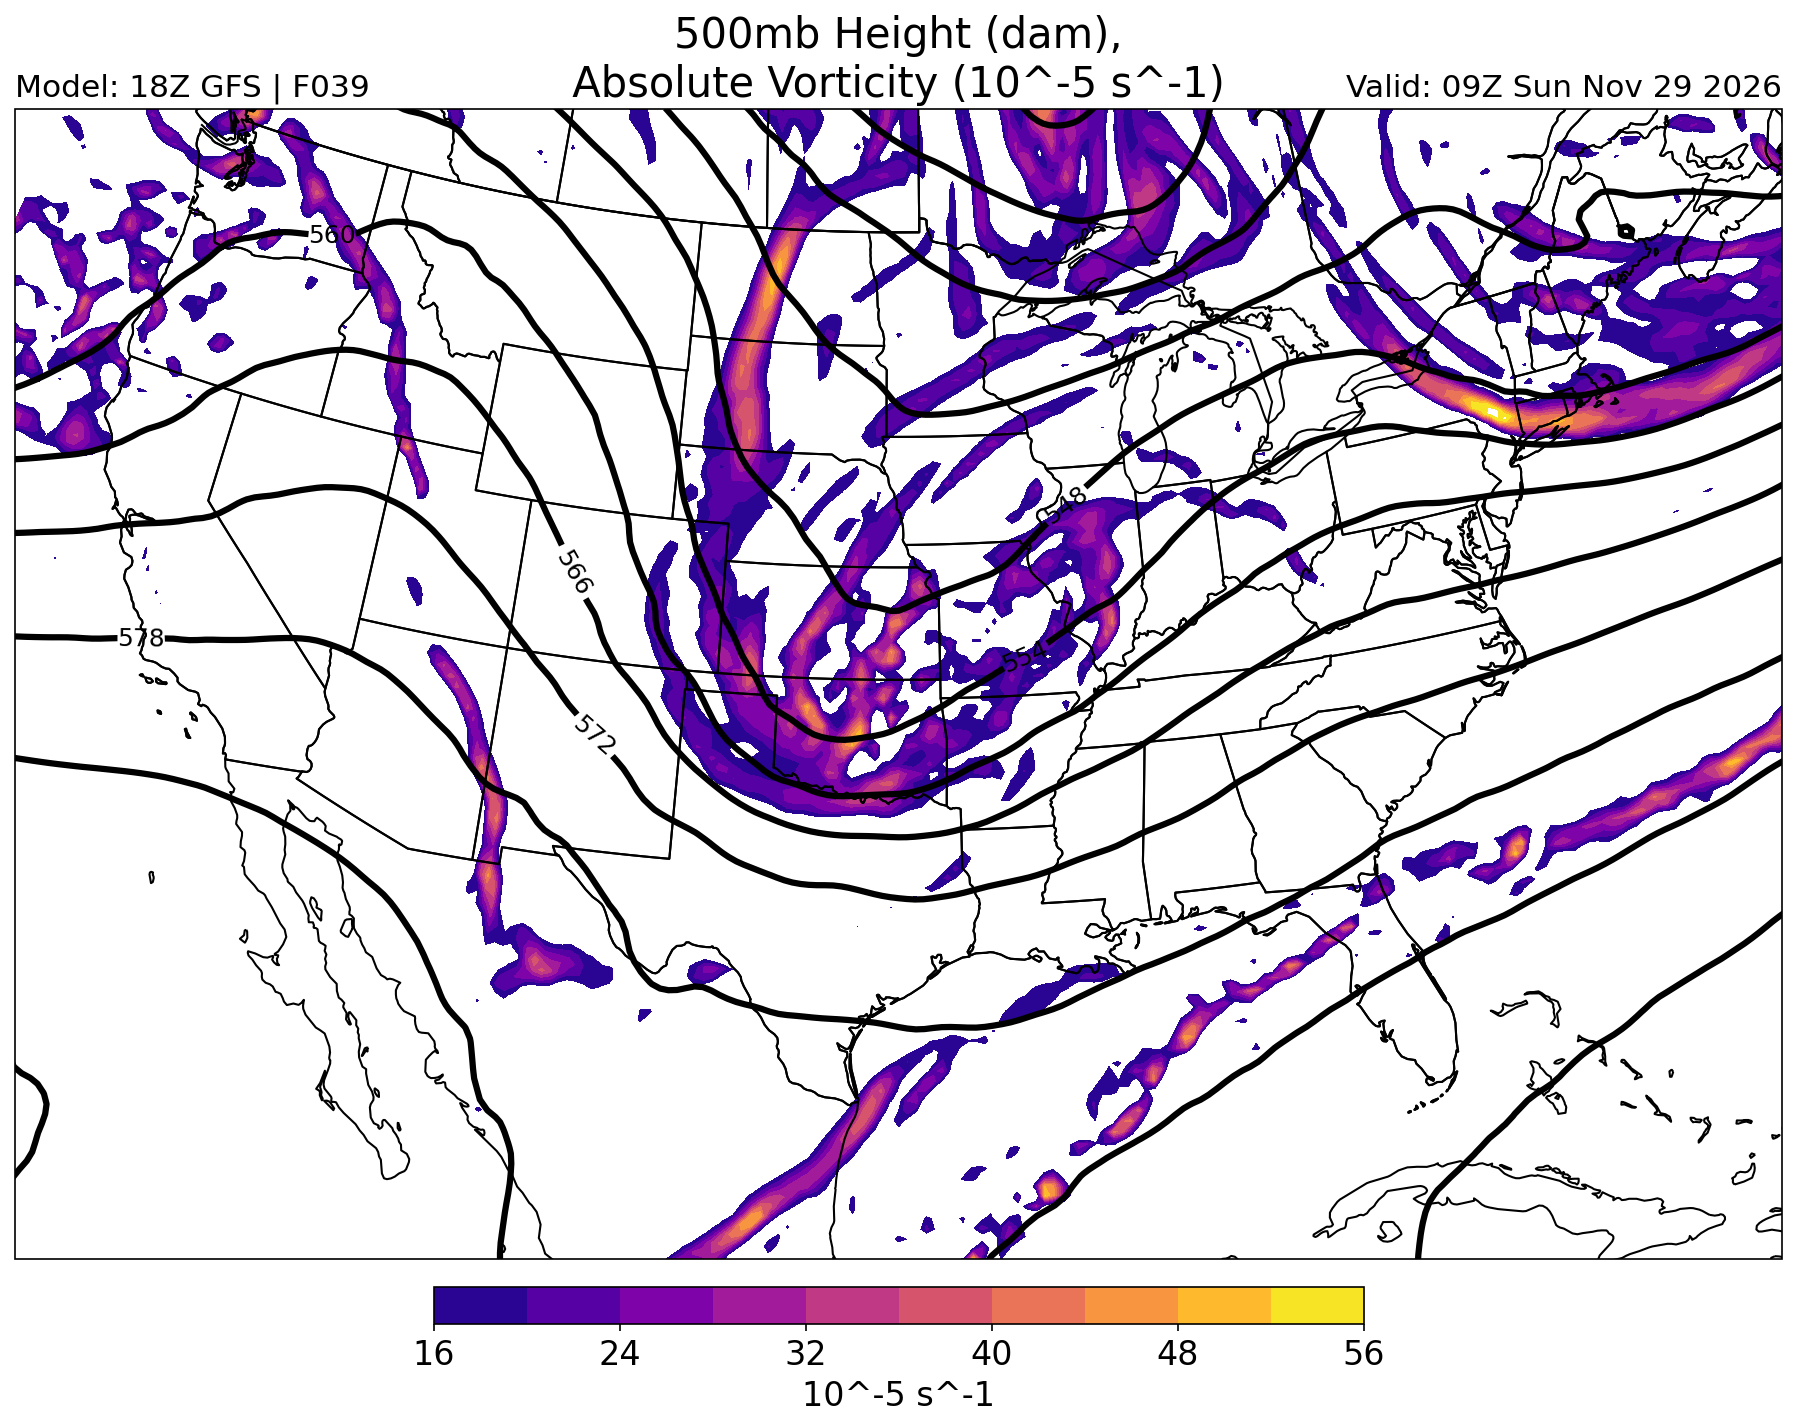 500mb Height (dam),
Model: 18Z GFS | F039
Absolute Vorticity (10^-5 s^-1)
Valid: 09Z Sun Nov 29 2026
560
548
566
554
578
572
16 24 32 40 48 56
10^-5 s^-1